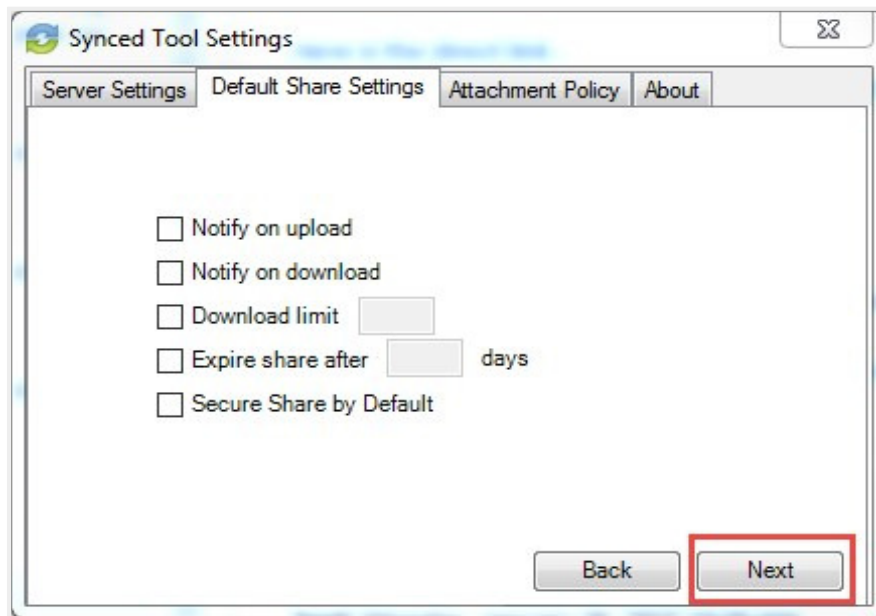 Synced Tool Settings
Server Settings Default Share Settings Attachment Policy About
Notify on upload
Notify on download
Download limit
Expire share after days
Secure Share by Default
Back Next